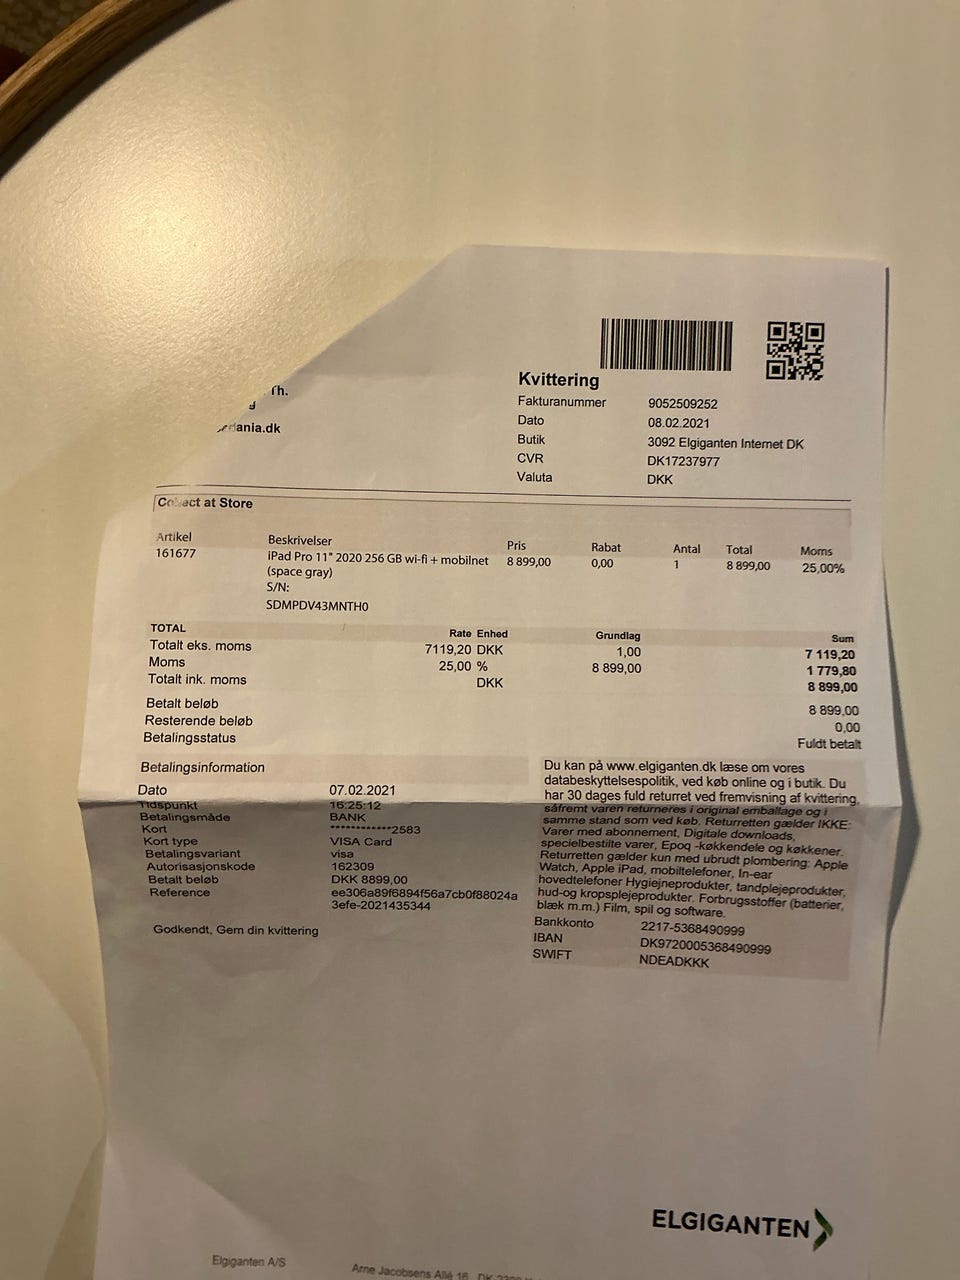 Th.
g
dania.dk
Kvittering
Fakturanummer 9052509252
Dato 08.02.2021
Butik 3092 Elgiganten Internet DK
CVR DK17237977
Valuta DKK
Collect at Store
Artikel Beskrivelser Pris Rabat Antal Total Moms
161677 iPad Pro 11" 2020 256 GB wi-fi + mobilnet 8 899,00 0,00 1 8 899,00 25,00%
(space gray)
S/N:
SDMPDV43MNTH0
TOTAL Rate Enhed Grundlag Sum
Totalt eks. moms 7119,20 DKK 1,00 7 119,20
Moms 25,00 % 8 899,00 1 779,80
Totalt ink. moms DKK 8 899,00
Betalt beløb 8 899,00
Resterende beløb 0,00
Betalingsstatus Fuldt betalt
Betalingsinformation
Dato 07.02.2021
Tidspunkt 16:25:12
Betalingsmåde BANK
Kort ************2583
Kort type VISA Card
Betalingsvariant visa
Autorisasjonskode 162309
Betalt beløb DKK 8899,00
Reference ee306a89f6894f56a7cb0f88024a
3efe-2021435344
Godkendt, Gem din kvittering
Du kan på www.elgiganten.dk læse om vores
databeskyttelsespolitik, ved køb online og i butik. Du
har 30 dages fuld returret ved fremvisning af kvittering,
såfremt varen returneres i original emballage og i
samme stand som ved køb. Returretten gælder IKKE:
Varer med abonnement, Digitale downloads,
specielbestilte varer, Epoq -køkkendele og køkkener.
Returretten gælder kun med ubrudt plombering: Apple
Watch, Apple iPad, mobiltelefoner, In-ear
hovedtelefoner Hygiejneprodukter, tandplejeprodukter,
hud-og kropsplejeprodukter. Forbrugsstoffer (batterier,
blæk m.m.) Film, spil og software.
Bankkonto 2217-5368490999
IBAN DK9720005368490999
SWIFT NDEADKKK
ELGIGANTEN
Elgiganten A/S Arne Jacobsens Allé 16